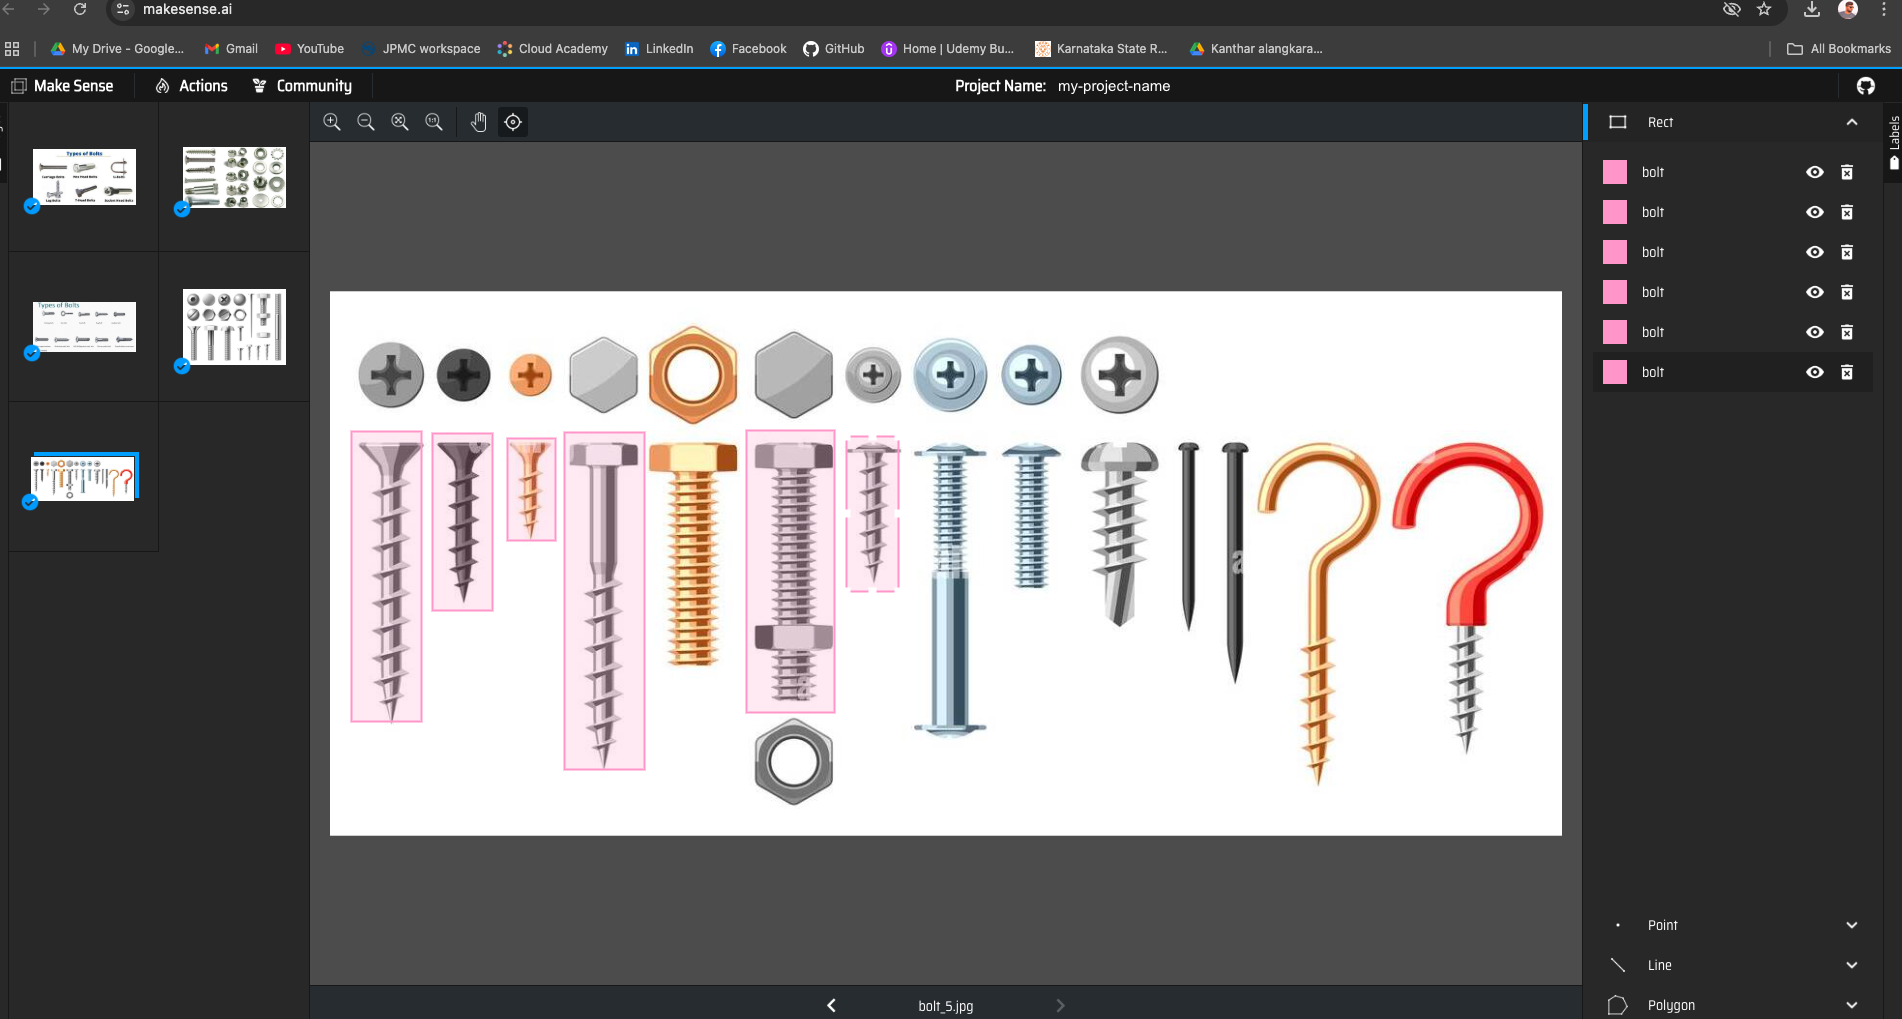 makesense.ai
My Drive - Google...
Gmail
YouTube
JPMC workspace
Cloud Academy
LinkedIn
Facebook
GitHub
Home | Udemy Bu...
Karnataka State R...
Kanthar alangkara...
All Bookmarks
Make Sense
Actions
Community
Project Name: my-project-name
Types of Bolts
Types of Bolts
Rect
Labels
bolt
bolt
bolt
bolt
bolt
bolt
Point
Line
Polygon
bolt_5.jpg